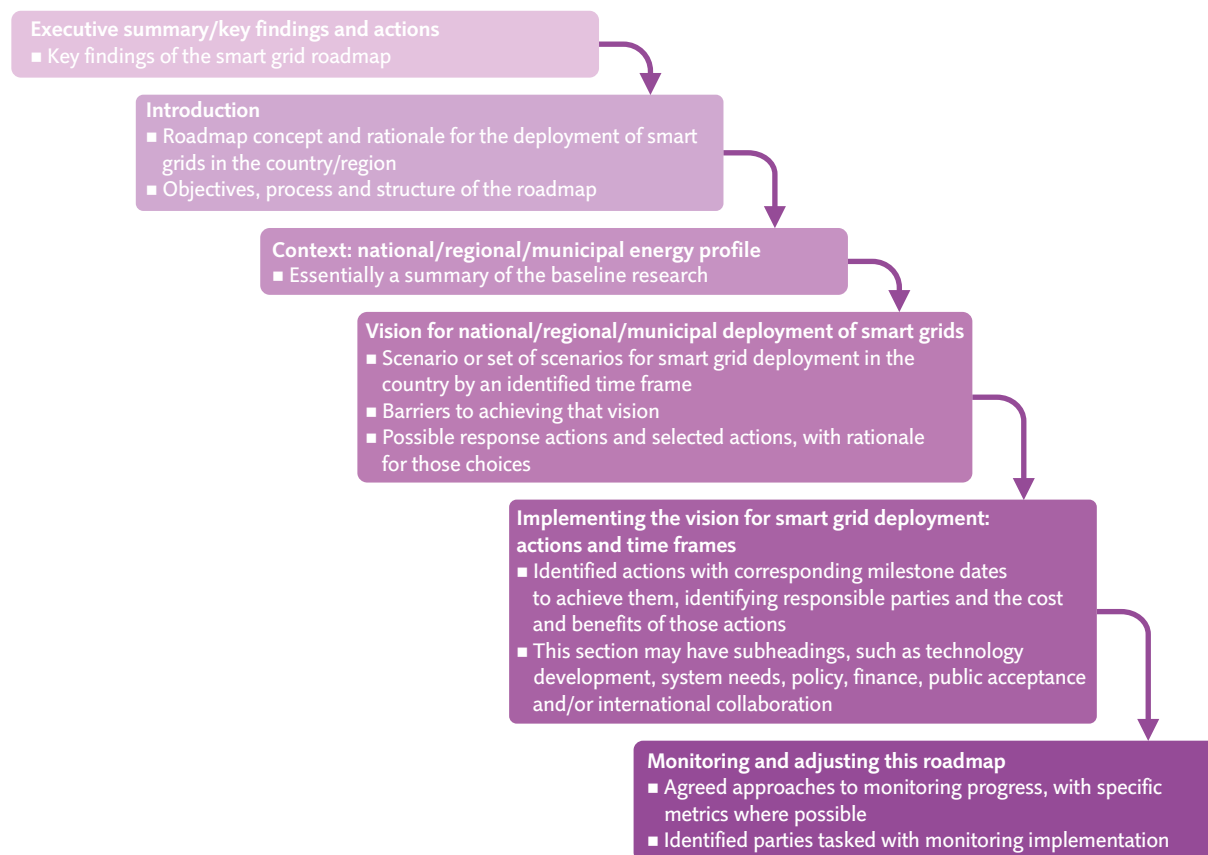 Executive summary/key findings and actions
■ Key findings of the smart grid roadmap
Introduction
■ Roadmap concept and rationale for the deployment of smart
grids in the country/region
■ Objectives, process and structure of the roadmap
Context: national/regional/municipal energy profile
■ Essentially a summary of the baseline research
Vision for national/regional/municipal deployment of smart grids
■ Scenario or set of scenarios for smart grid deployment in the
country by an identified time frame
■ Barriers to achieving that vision
■ Possible response actions and selected actions, with rationale
for those choices
Implementing the vision for smart grid deployment:
actions and time frames
■ Identified actions with corresponding milestone dates
to achieve them, identifying responsible parties and the cost
and benefits of those actions
■ This section may have subheadings, such as technology
development, system needs, policy, finance, public acceptance
and/or international collaboration
Monitoring and adjusting this roadmap
■ Agreed approaches to monitoring progress, with specific
metrics where possible
■ Identified parties tasked with monitoring implementation